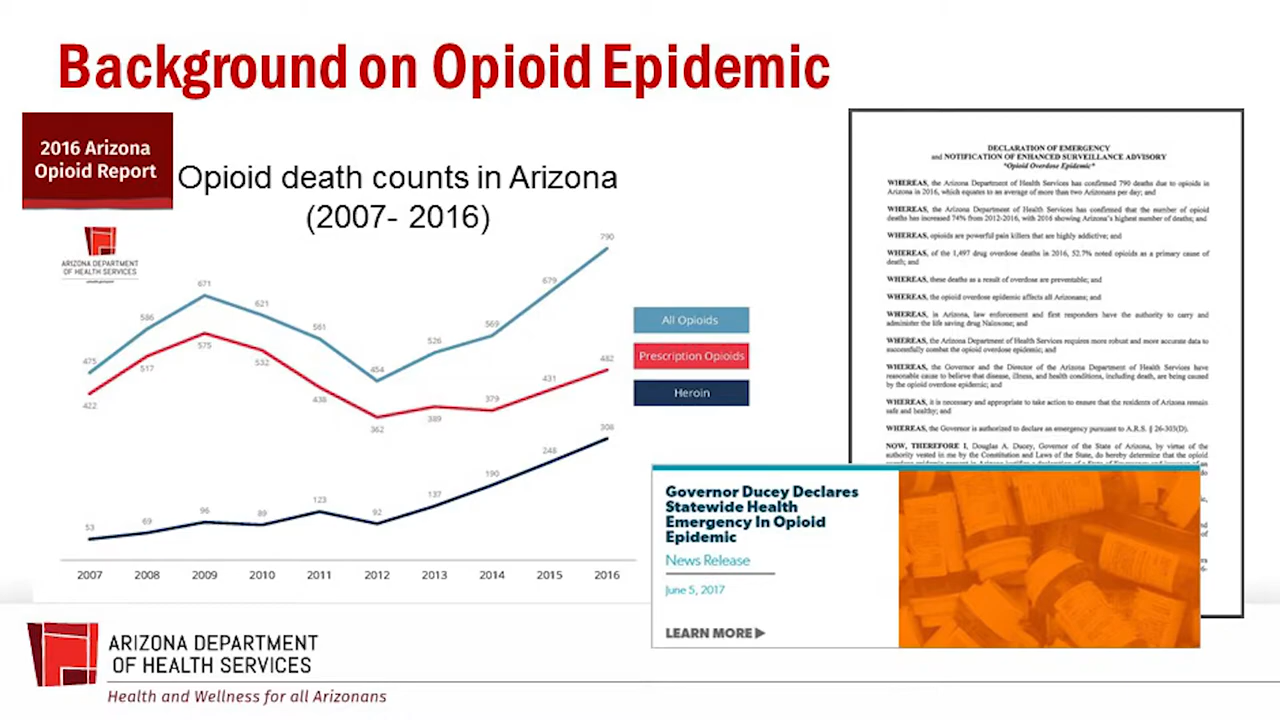 Background on Opioid Epidemic
2016 Arizona
Opioid Report
Opioid death counts in Arizona
(2007- 2016)
ARIZONA DEPARTMENT
OF HEALTH SERVICES
790
671
679
621
586
561
569
526
475
454
575
517
532
482
422
438
431
362
389
379
308
248
190
53
69
96
89
123
92
137
2007
2008
2009
2010
2011
2012
2013
2014
2015
2016
All Opioids
Prescription Opioids
Heroin
DECLARATION OF EMERGENCY
and NOTIFICATION OF ENHANCED SURVEILLANCE ADVISORY
*Opioid Overdose Epidemic*
WHEREAS, the Arizona Department of Health Services has confirmed 790 deaths due to opioids in
Arizona in 2016, which equates to an average of more than two Arizonans per day; and
WHEREAS, the Arizona Department of Health Services has confirmed that the number of opioid
deaths has increased 74% from 2012-2016, with 2016 showing Arizona's highest number of deaths; and
WHEREAS, opioids are powerful pain killers that are highly addictive; and
WHEREAS, of the 1,497 drug overdose deaths in 2016, 52.7% noted opioids as a primary cause of
death; and
WHEREAS, these deaths as a result of overdose are preventable; and
WHEREAS, the opioid overdose epidemic affects all Arizonans; and
WHEREAS, in Arizona, law enforcement and first responders have the authority to carry and
administer the life saving drug Naloxone; and
WHEREAS, the Arizona Department of Health Services requires more robust and more accurate data to
successfully combat the opioid overdose epidemic; and
WHEREAS, the Governor and the Director of the Arizona Department of Health Services have
reasonable cause to believe that disease, illness, and health conditions, including death, are being caused
by the opioid overdose epidemic; and
WHEREAS, it is necessary and appropriate to take action to ensure that the residents of Arizona remain
safe and healthy; and
WHEREAS, the Governor is authorized to declare an emergency pursuant to A.R.S. § 26-303(D).
NOW, THEREFORE I, Douglas A. Ducey, Governor of the State of Arizona, by virtue of the
authority vested in me by the Constitution and Laws of the State, do hereby determine that the opioid
Governor Ducey Declares
Statewide Health
Emergency In Opioid
Epidemic
News Release
June 5, 2017
LEARN MORE
ARIZONA DEPARTMENT
OF HEALTH SERVICES
Health and Wellness for all Arizonans